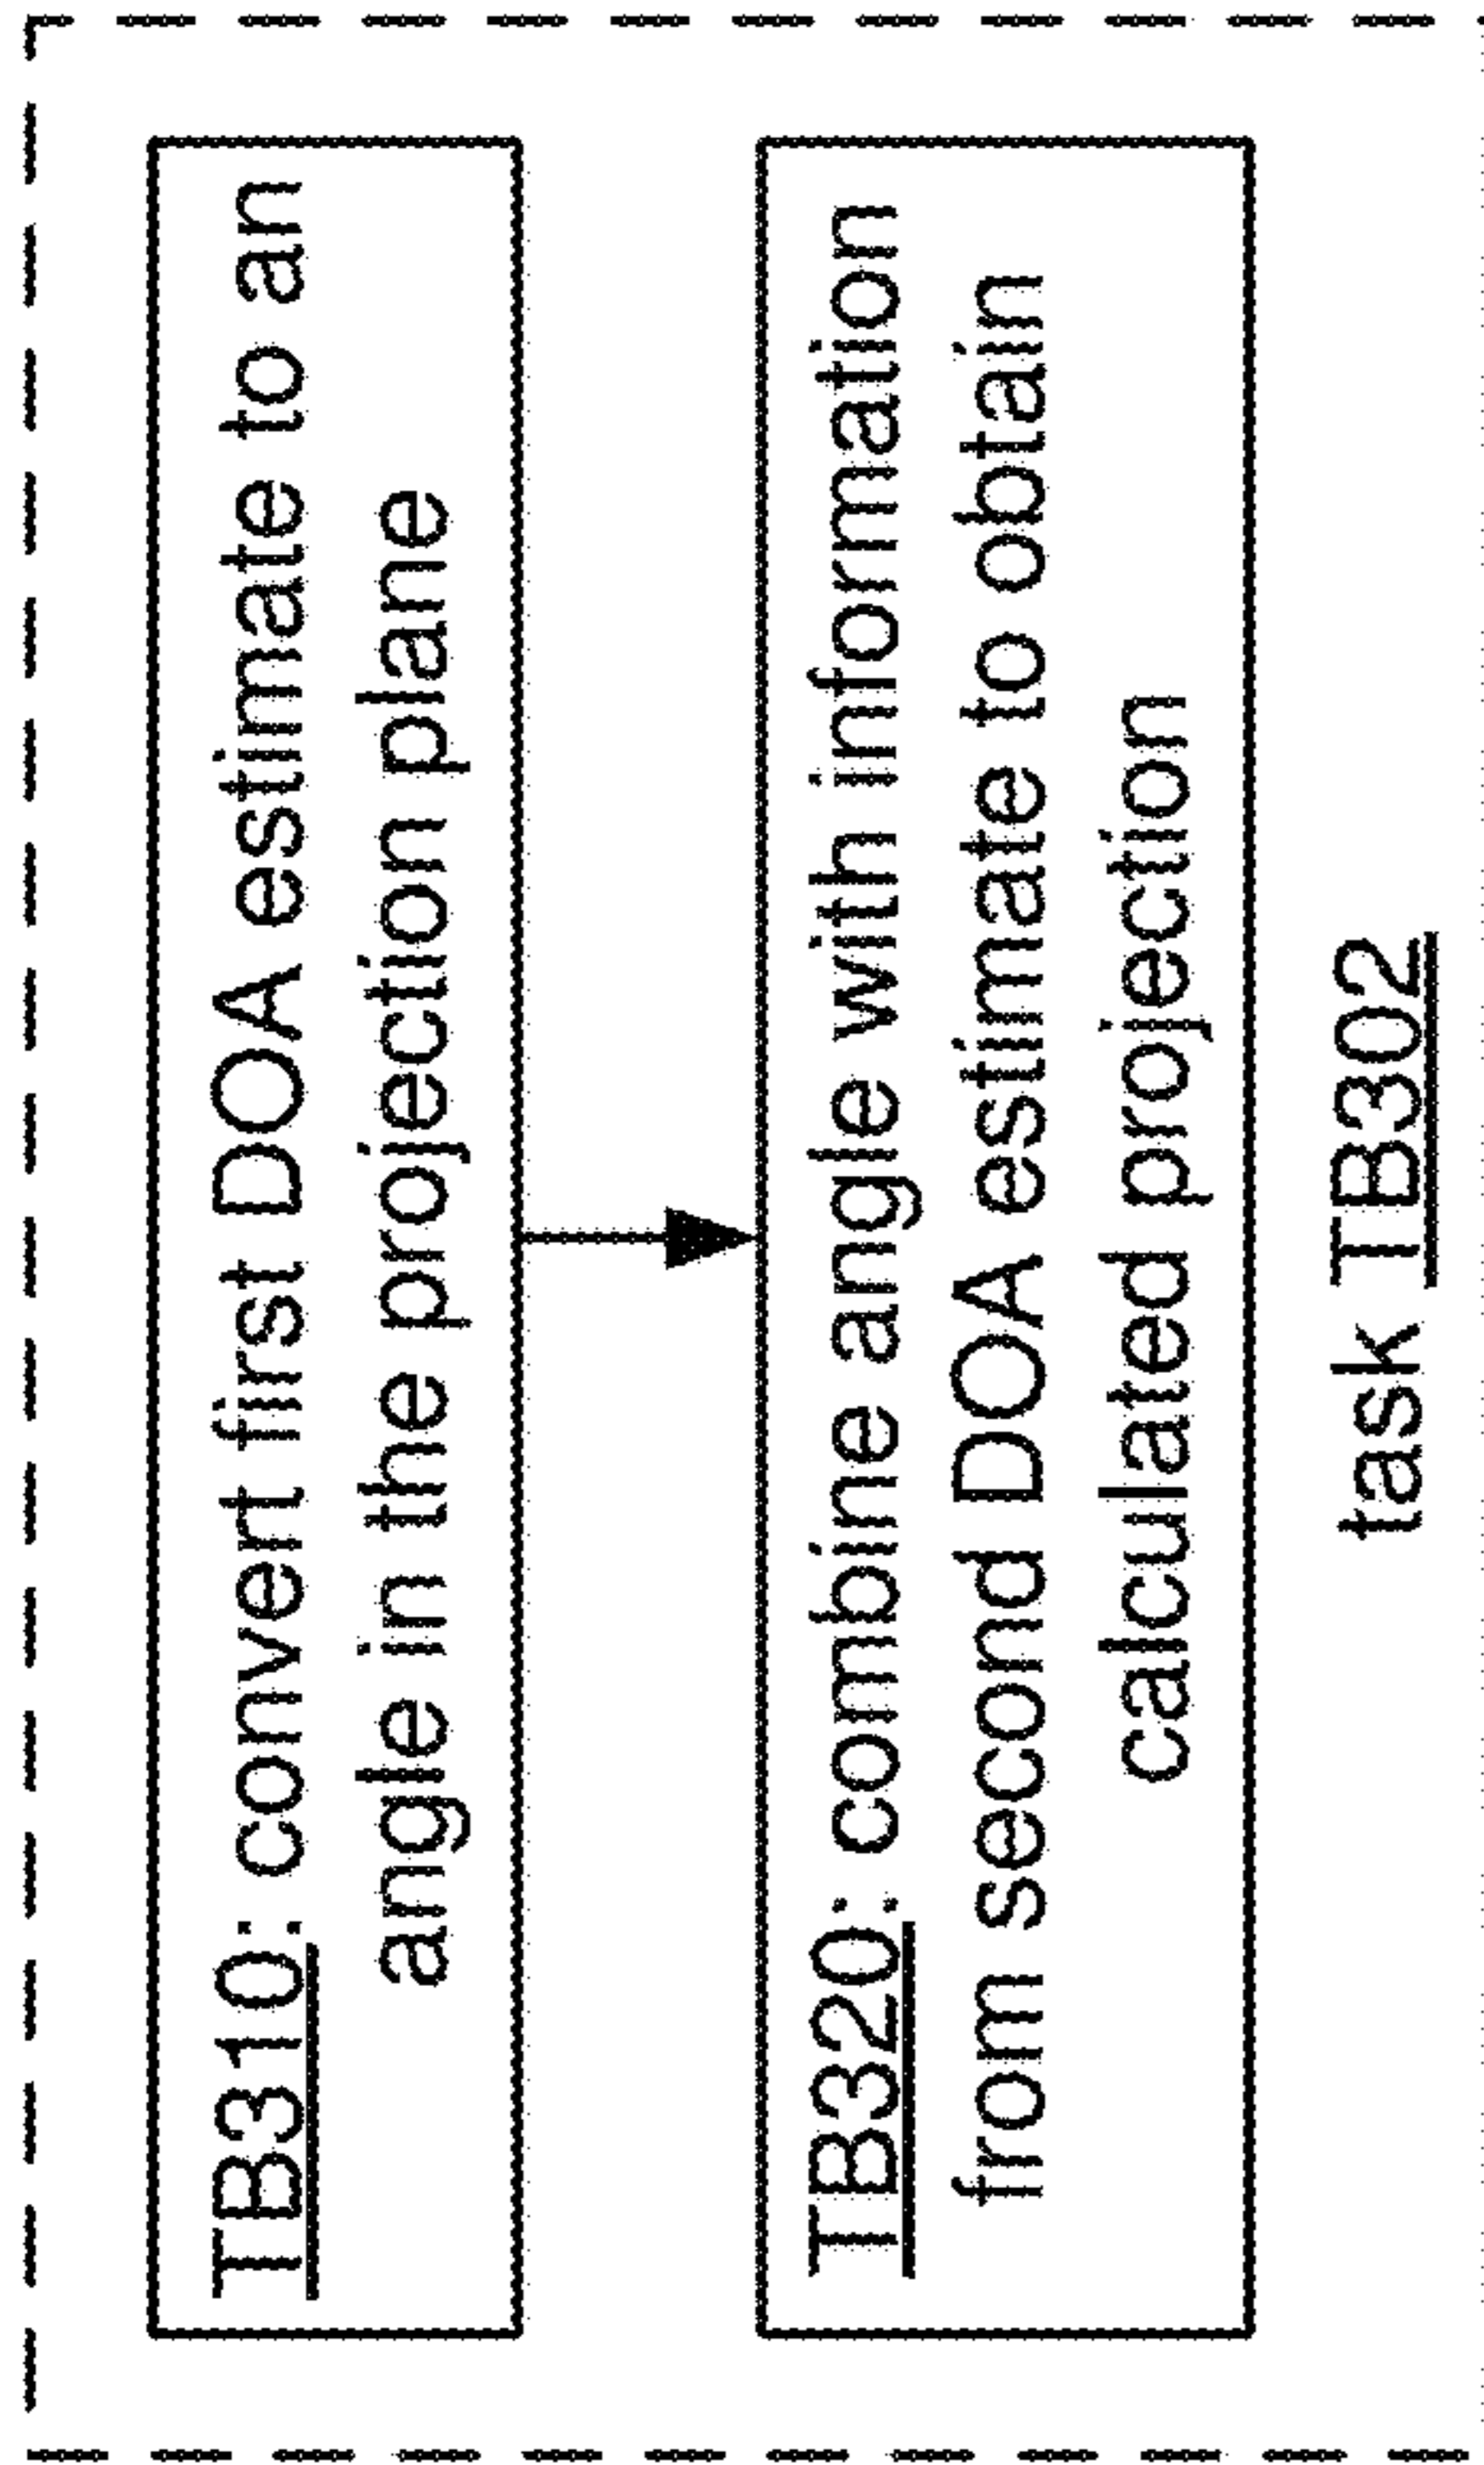 TB310: convert first DOA estimate to an
angle in the projection plane
TB320: combine angle with information
from second DOA estimate to obtain
calculated projection
task TB302